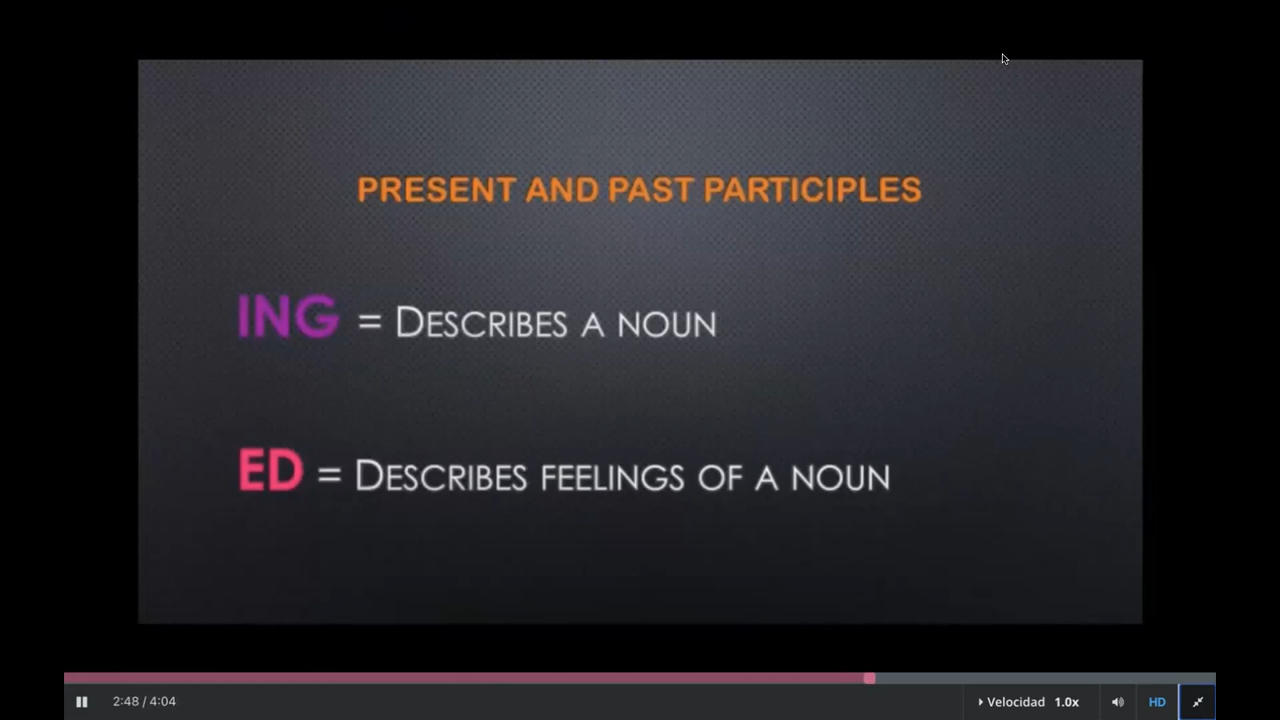 PRESENT AND PAST PARTICIPLES
ING = DESCRIBES A NOUN
ED = DESCRIBES FEELINGS OF A NOUN
2:48 / 4:04 Velocidad 1.0x HD